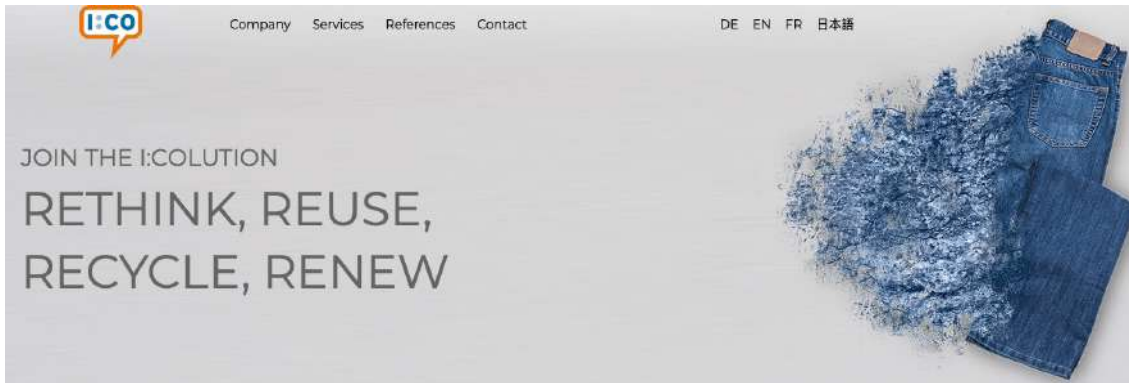 I:CO
Company Services References Contact DE EN FR 日本語
JOIN THE I:COLUTION
RETHINK, REUSE,
RECYCLE, RENEW